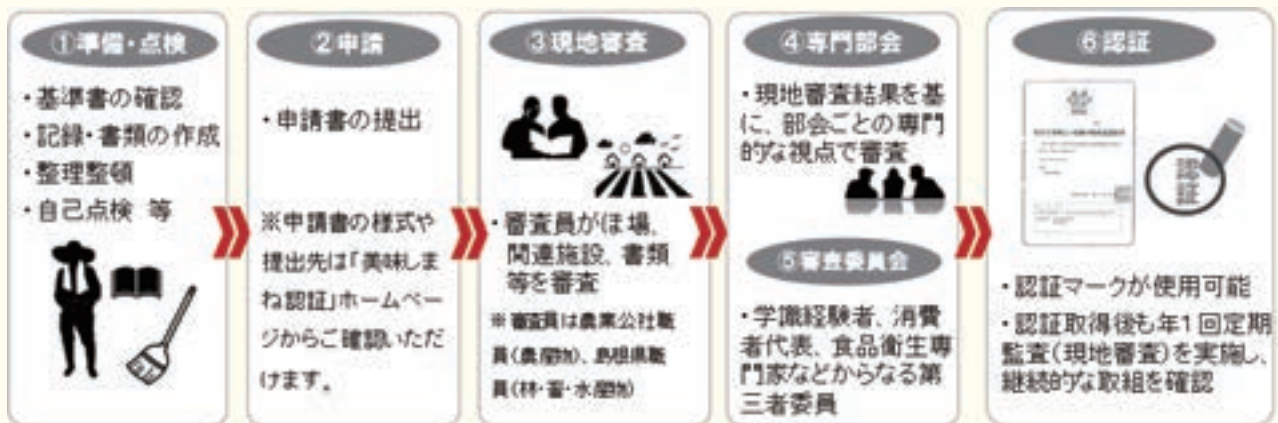 ①準備・点検
・基準書の確認
・記録・書類の作成
・整理整頓
・自己点検 等
②申請
・申請書の提出
※申請書の様式や
提出先は「美味しま
ね認証」ホームペー
ジからご確認いただ
けます。
③現地審査
・審査員がほ場、
関連施設、書類
等を審査
※審査員は農業公社職
員(農産物)、島根県職
員(林・畜・水産物)
④専門部会
・現地審査結果を基
に、部会ごとの専門
的な視点で審査
⑤審査委員会
・学識経験者、消費
者代表、食品衛生専
門家などからなる第
三者委員
⑥認証
認証
・認証マークが使用可能
・認証取得後も年1回定期
監査(現地審査)を実施し、
継続的な取組を確認